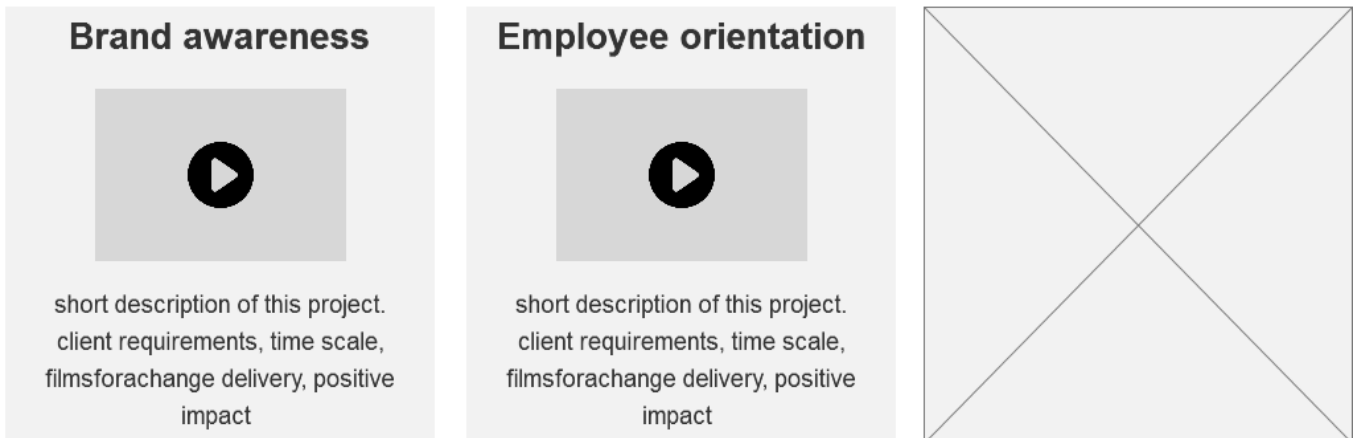 Brand awareness
short description of this project.
client requirements, time scale,
filmsforachange delivery, positive
impact
Employee orientation
short description of this project.
client requirements, time scale,
filmsforachange delivery, positive
impact